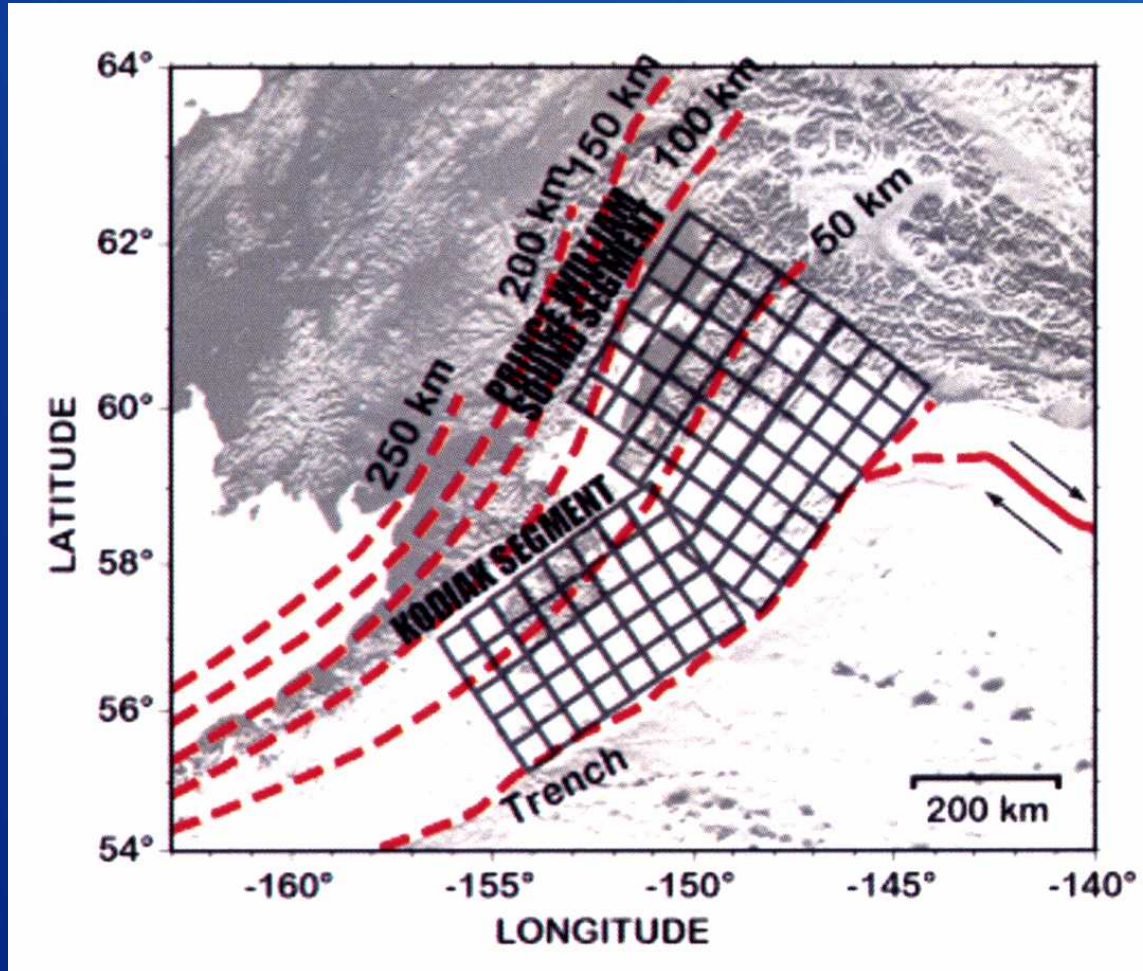 64°
62°
60°
58°
56°
54°
LATITUDE
150 km
100 km
200 km
50 km
250 km
PRINCE WILLIAM
SOUND SEGMENT
KODIAK SEGMENT
Trench
200 km
-160°
-155°
-150°
-145°
-140°
LONGITUDE